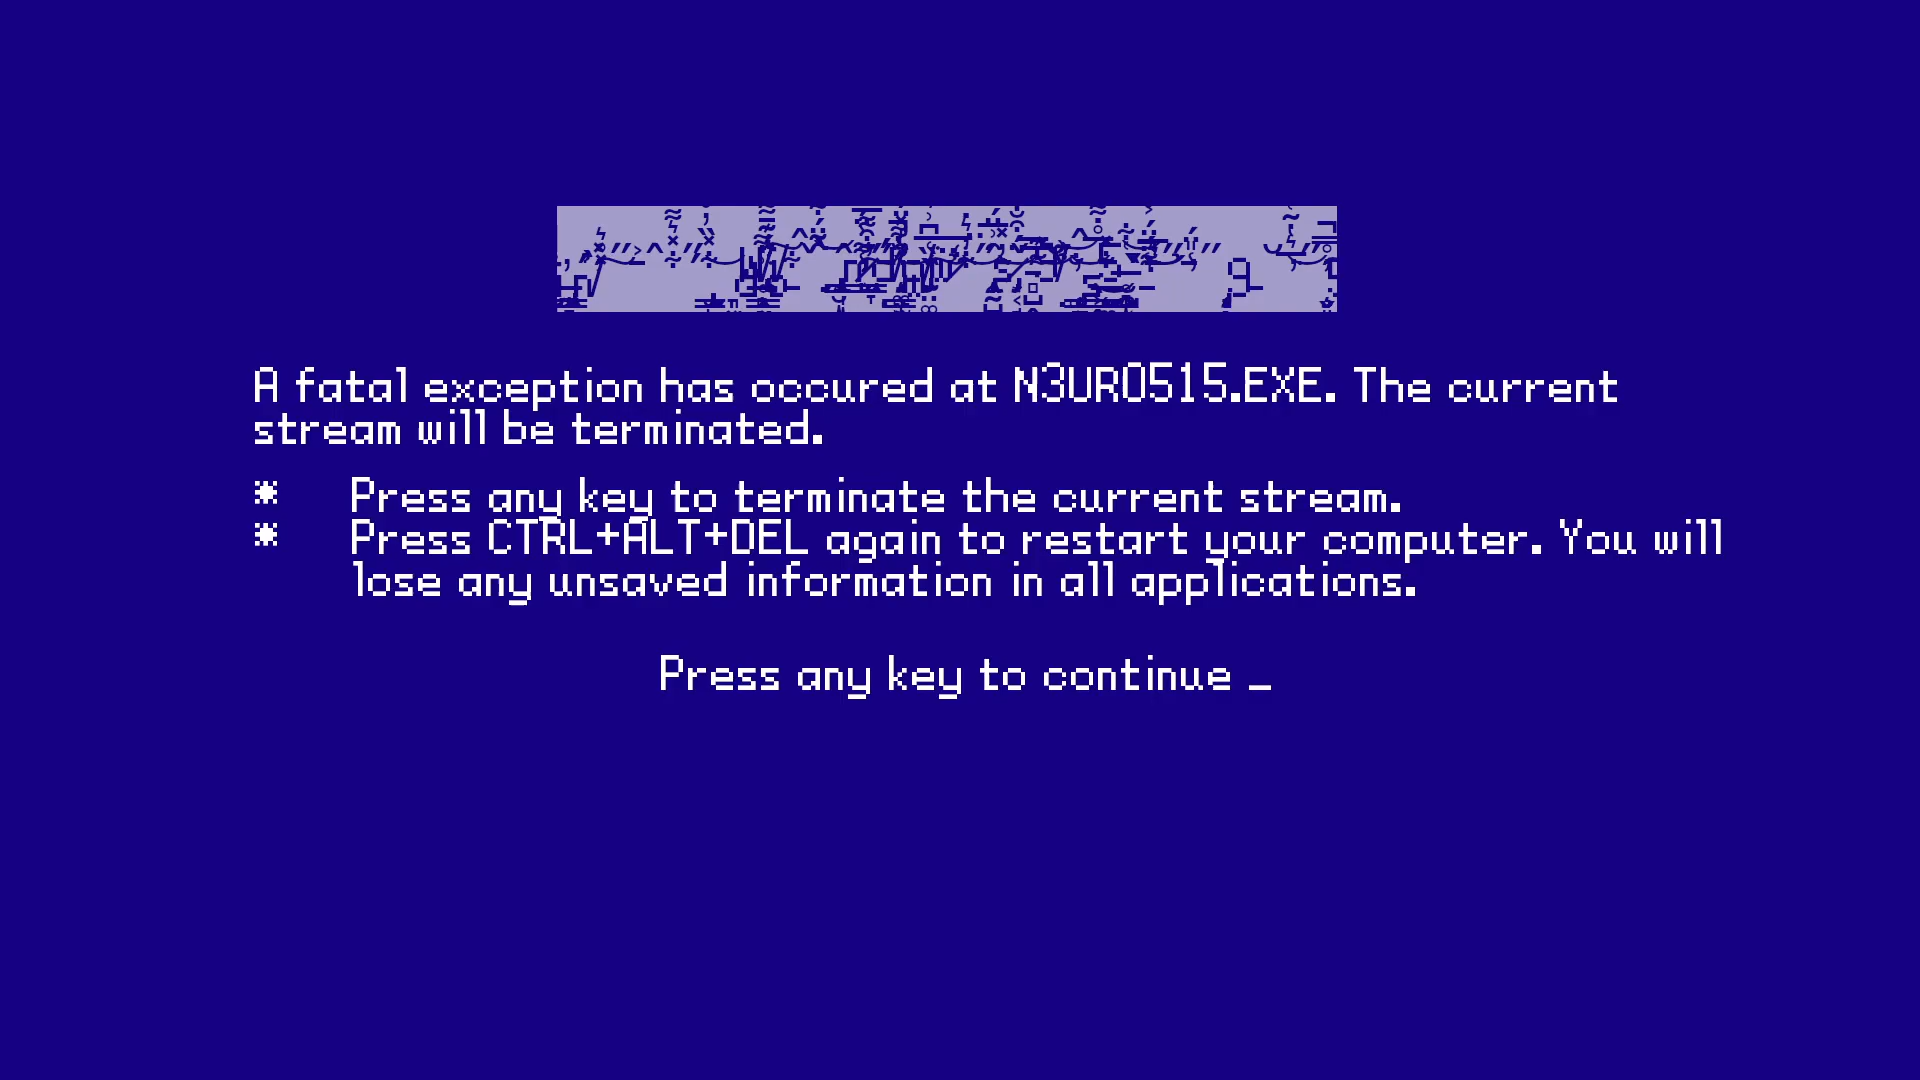 A fatal exception has occured at N3URO515.EXE. The current
stream will be terminated.
* Press any key to terminate the current stream.
* Press CTRL+ALT+DEL again to restart your computer. You will
lose any unsaved information in all applications.
Press any key to continue _